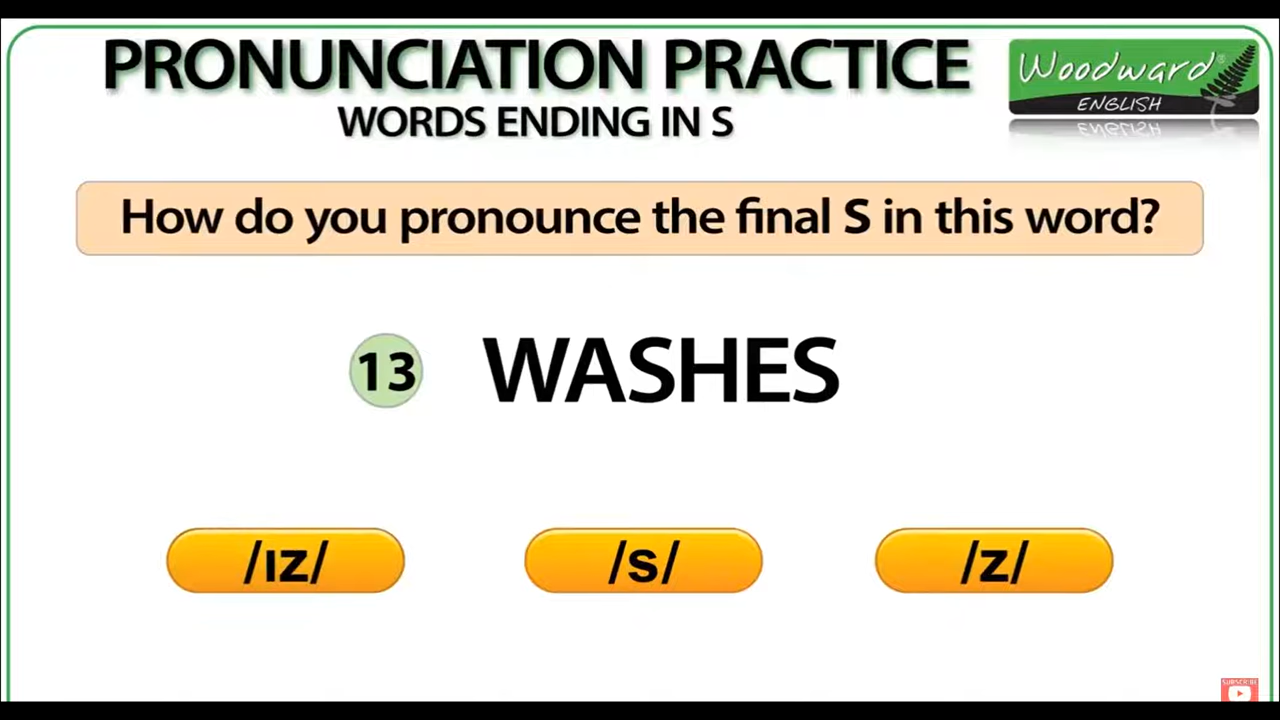 PRONUNCIATION PRACTICE
WORDS ENDING IN S
Woodward®
ENGLISH
How do you pronounce the final S in this word?
13 WASHES
/ɪz/ /s/ /z/
SUBSCRIBE